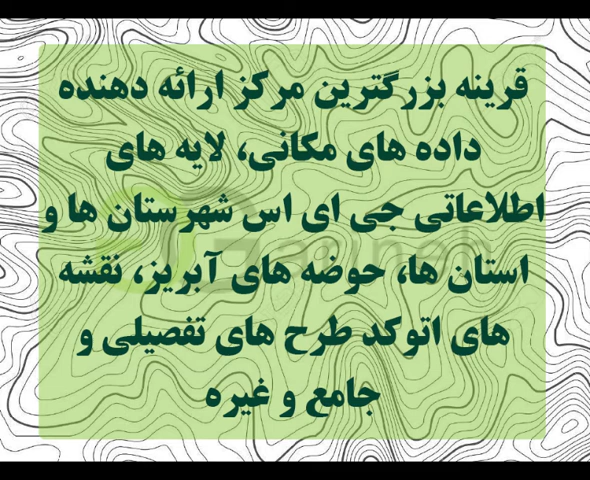 قرینه بزرگترین مرکز ارائه دهنده
داده های مکانی، لایه های
اطلاعاتی جی ای اس شهرستان ها و
استان ها، حوضه های آبریز، نقشه
های اتوکد طرح های تفصیلی و
جامع و غیره